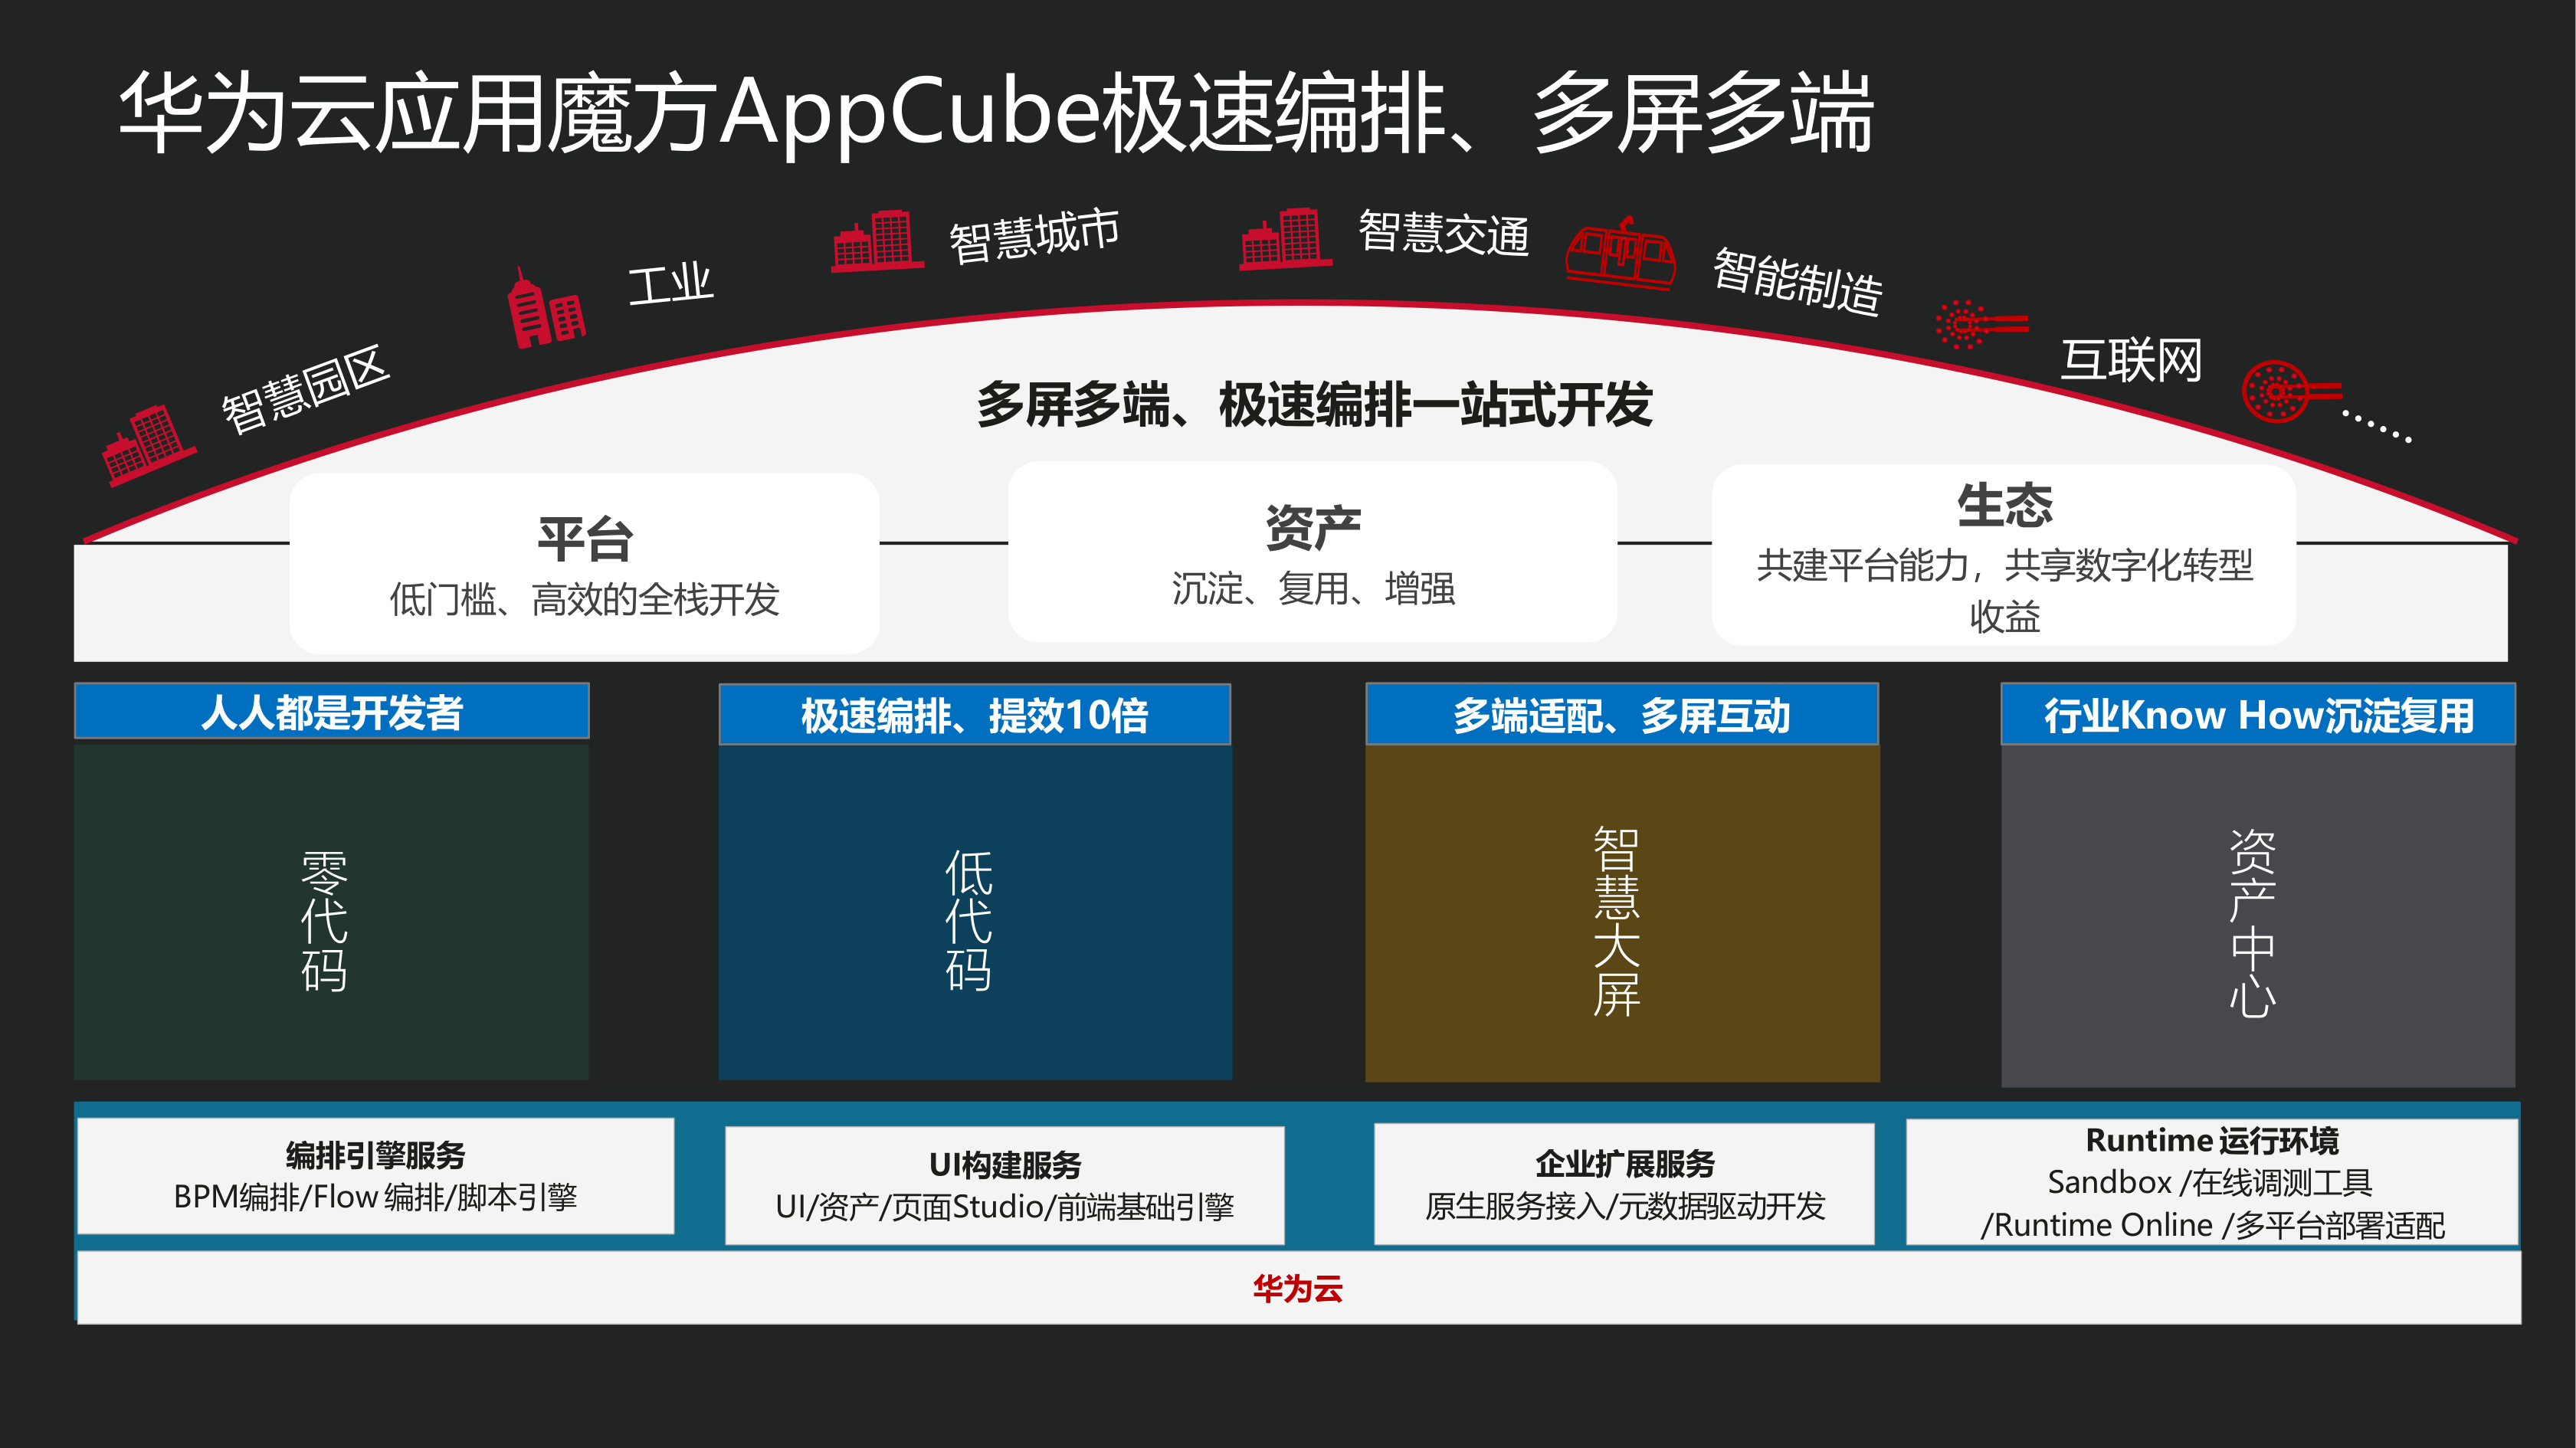 华为云应用魔方AppCube极速编排、多屏多端
智慧园区
工业
智慧城市
智慧交通
智能制造
互联网
......
多屏多端、极速编排一站式开发
平台
低门槛、高效的全栈开发
资产
沉淀、复用、增强
生态
共建平台能力，共享数字化转型
收益
人人都是开发者
零代码
极速编排、提效10倍
低代码
多端适配、多屏互动
智慧大屏
行业Know How沉淀复用
资产中心
编排引擎服务
BPM编排/Flow 编排/脚本引擎
UI构建服务
UI/资产/页面Studio/前端基础引擎
企业扩展服务
原生服务接入/元数据驱动开发
Runtime 运行环境
Sandbox /在线调测工具
/Runtime Online /多平台部署适配
华为云